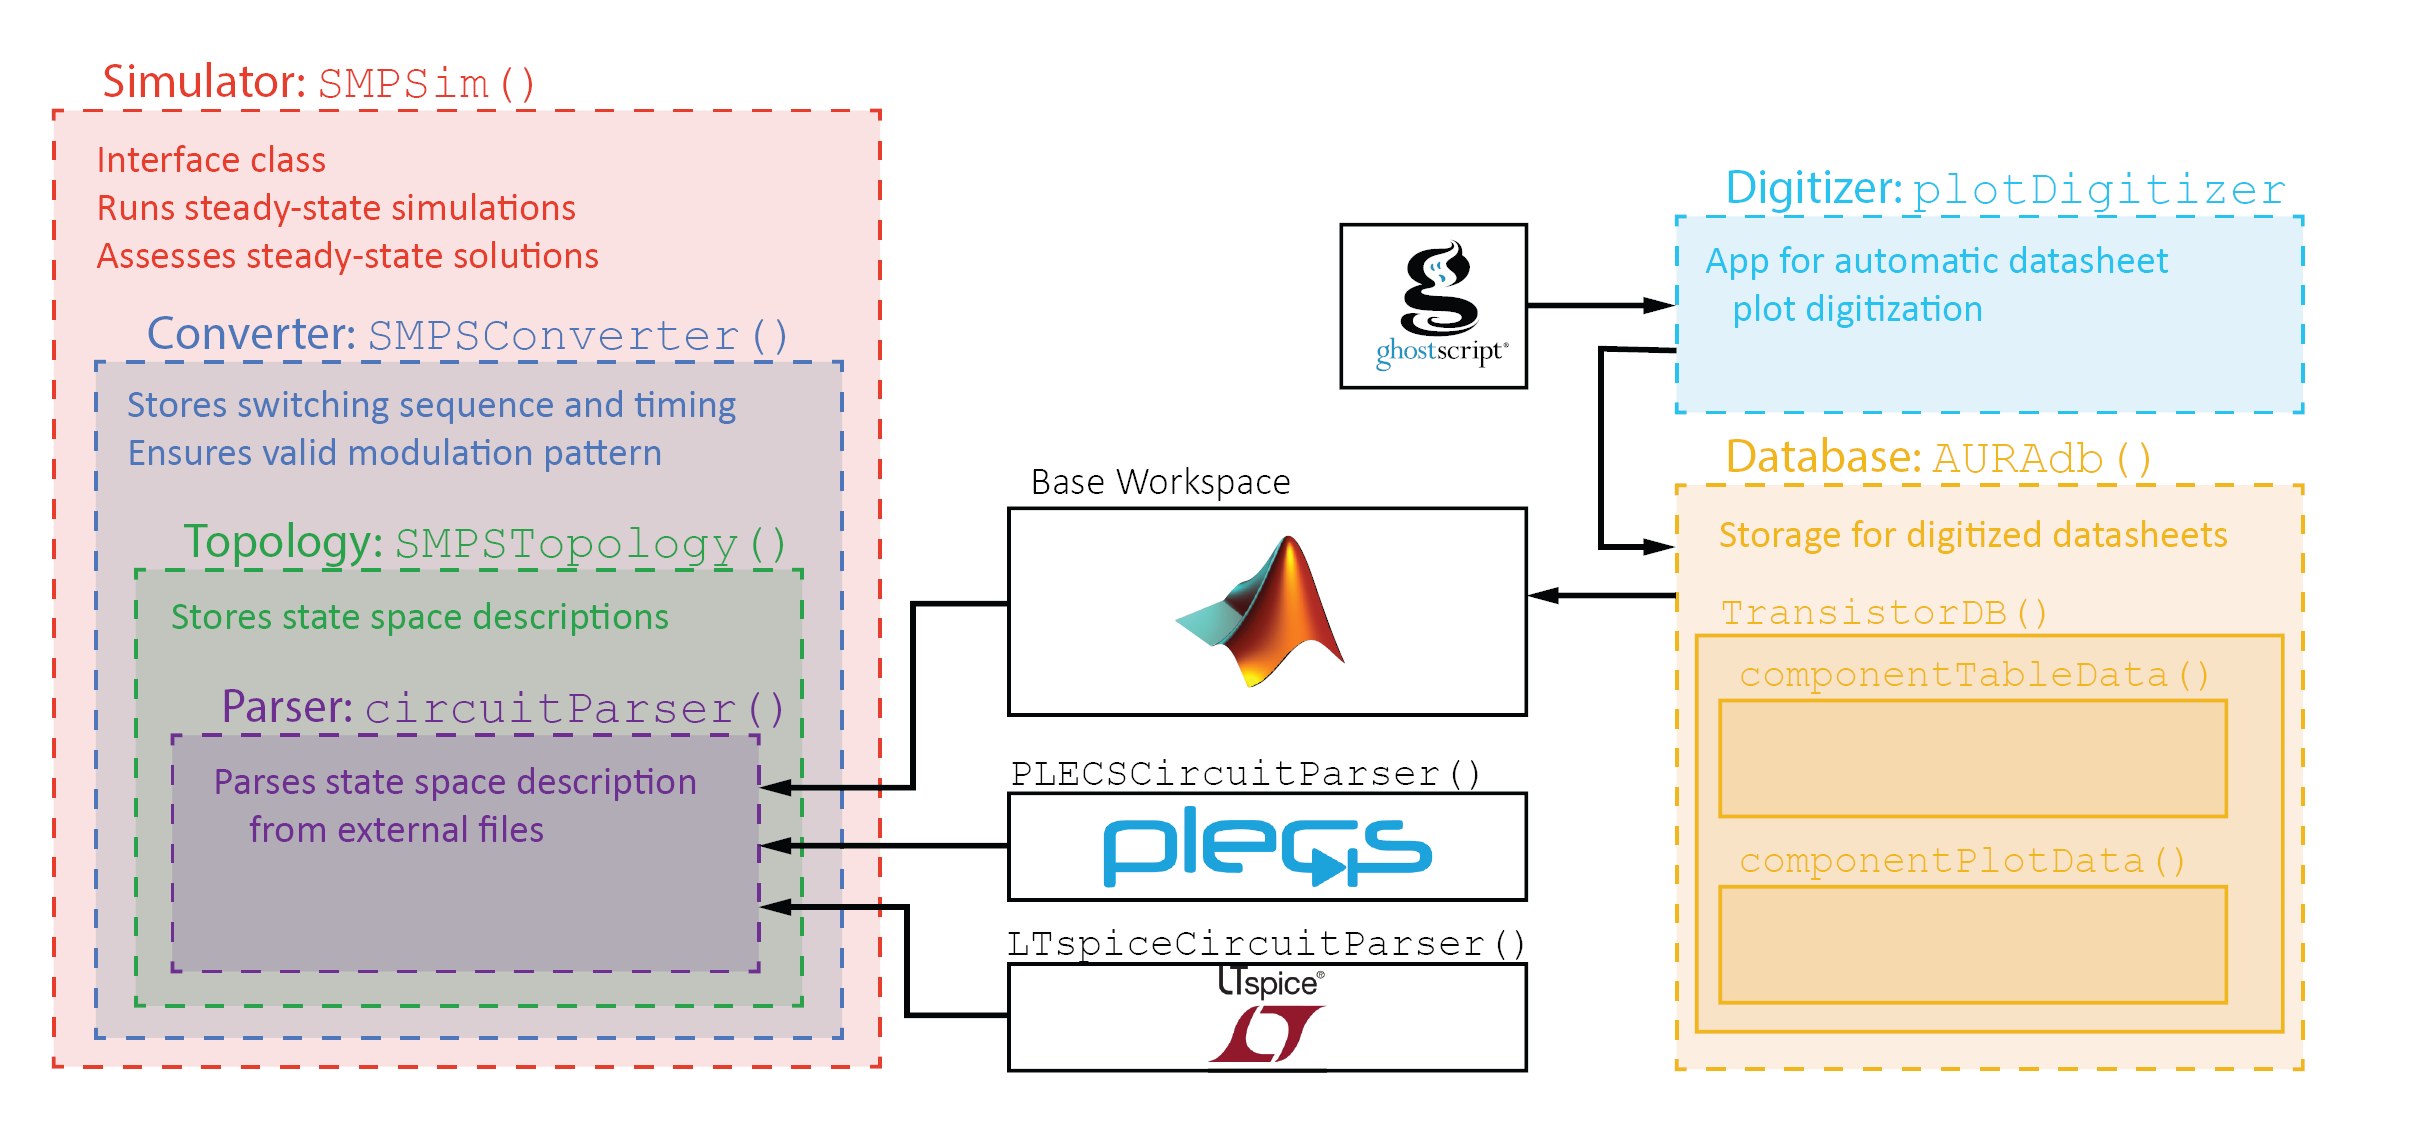 Simulator: SMPSim()
Interface class
Runs steady-state simulations
Assesses steady-state solutions
Converter: SMPSConverter()
Stores switching sequence and timing
Ensures valid modulation pattern
Topology: SMPSTopology()
Stores state space descriptions
Parser: circuitParser()
Parses state space description
from external files
ghostscript®
Base Workspace
PLECSCircuitParser()
plecs
LTspiceCircuitParser()
LTspice®
Digitizer: plotDigitizer
App for automatic datasheet
plot digitization
Database: AURAdb()
Storage for digitized datasheets
TransistorDB()
componentTableData()
componentPlotData()